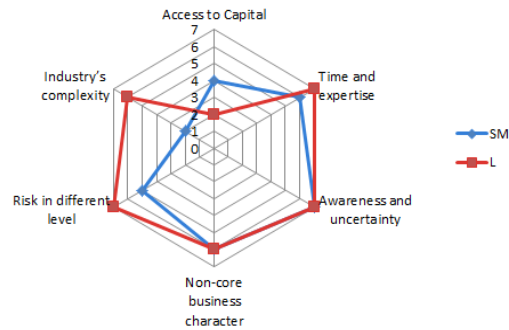 Access to Capital
7
6
5
4
3
2
1
0
Time and
expertise
Awareness and
uncertainty
Non-core
business
character
Risk in different
level
Industry's
complexity
SM
L